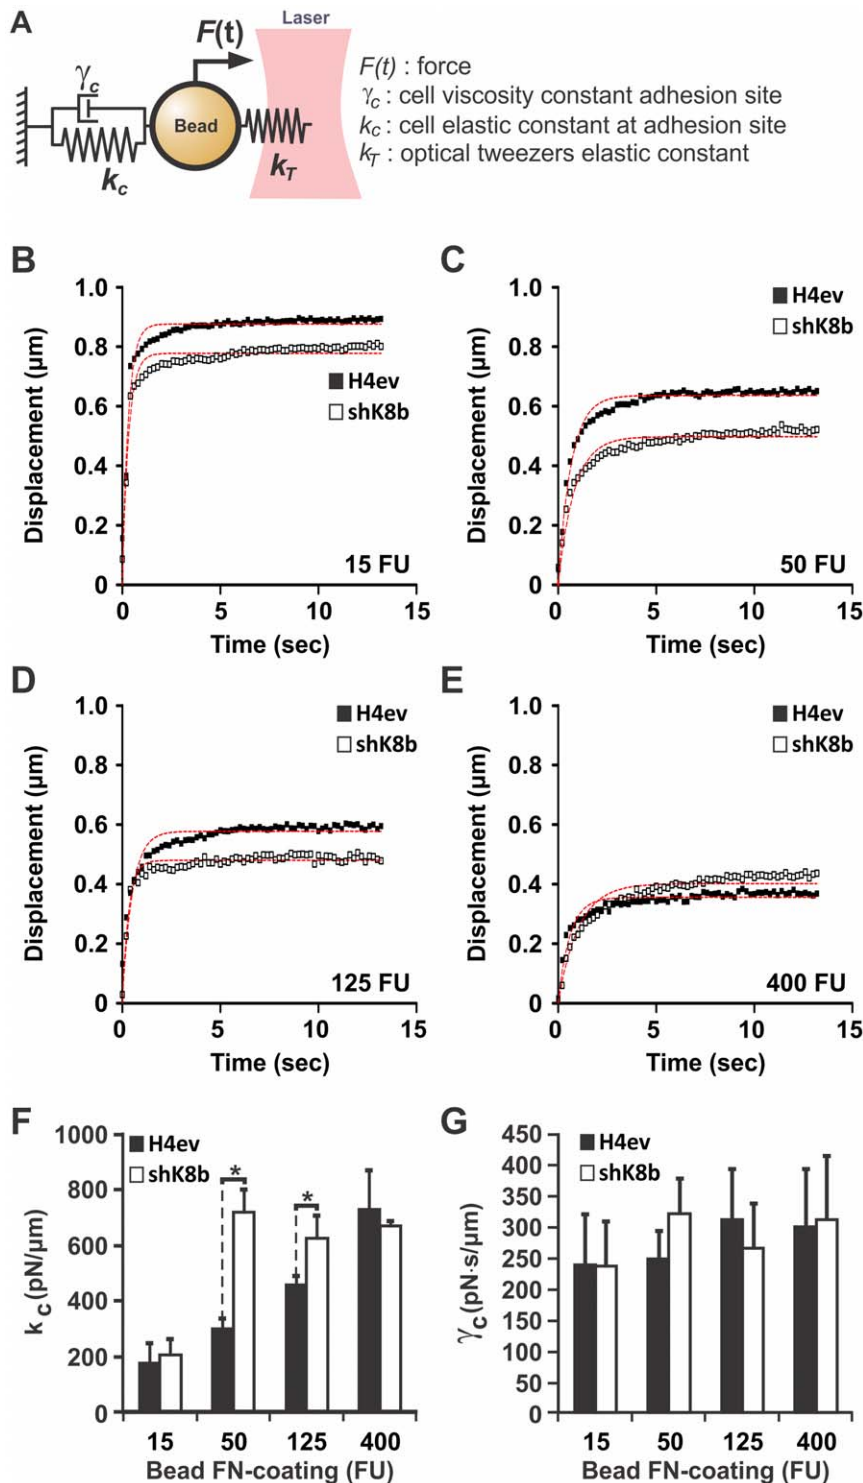 A
Laser
F(t)
γc
Bead
kc
kT
F(t) : force
γc : cell viscosity constant adhesion site
kc : cell elastic constant at adhesion site
kT : optical tweezers elastic constant
B
1.0
0.8
0.6
0.4
0.2
0
Displacement (µm)
H4ev
shK8b
15 FU
0
5
10
15
Time (sec)
C
1.0
0.8
0.6
0.4
0.2
0
Displacement (µm)
H4ev
shK8b
50 FU
0
5
10
15
Time (sec)
D
1.0
0.8
0.6
0.4
0.2
0
Displacement (µm)
H4ev
shK8b
125 FU
0
5
10
15
Time (sec)
E
1.0
0.8
0.6
0.4
0.2
0
Displacement (µm)
H4ev
shK8b
400 FU
0
5
10
15
Time (sec)
F
1000
800
600
400
200
0
kc (pN/µm)
H4ev
shK8b
*
*
15
50
125
400
Bead FN-coating (FU)
G
450
400
350
300
250
200
150
100
50
0
γc (pN·s/µm)
H4ev
shK8b
15
50
125
400
Bead FN-coating (FU)